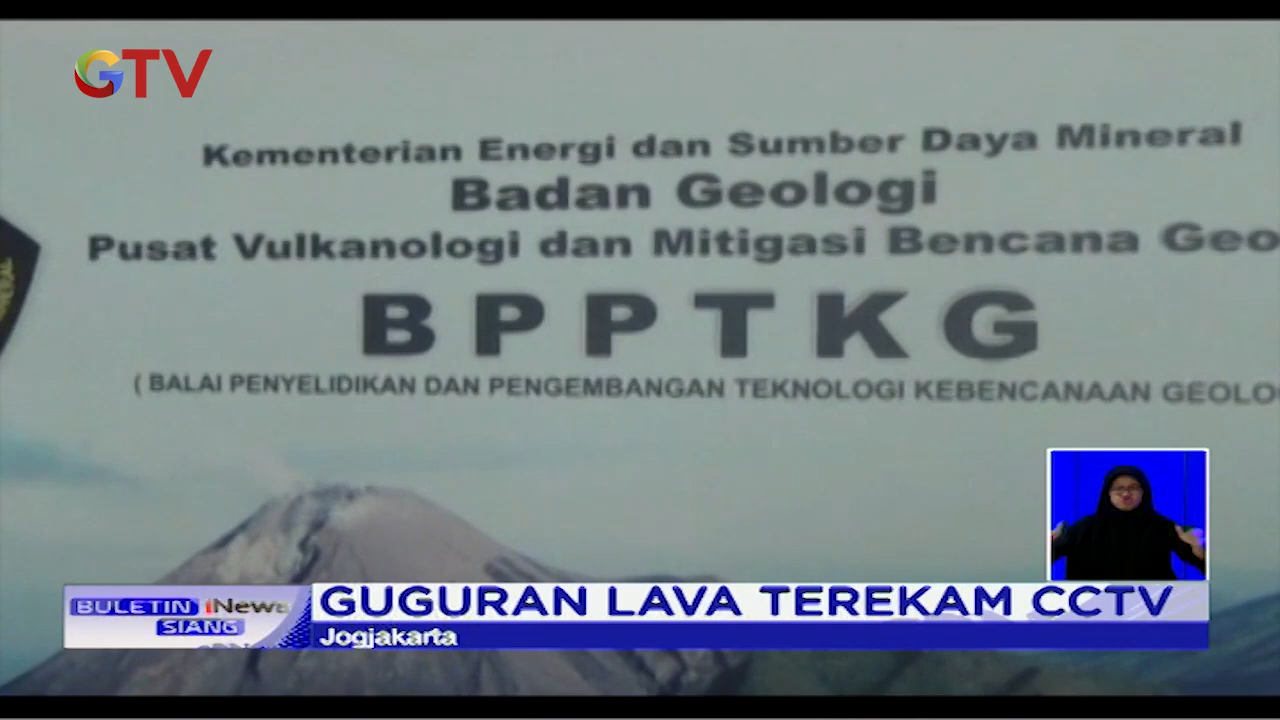 GTV
Kementerian Energi dan Sumber Daya Mineral
Badan Geologi
Pusat Vulkanologi dan Mitigasi Bencana Geo
BPPTKG
( BALAI PENYELIDIKAN DAN PENGEMBANGAN TEKNOLOGI KEBENCANAAN GEOLO
BULETIN iNews
SIANG
GUGURAN LAVA TEREKAM CCTV
Jogjakarta